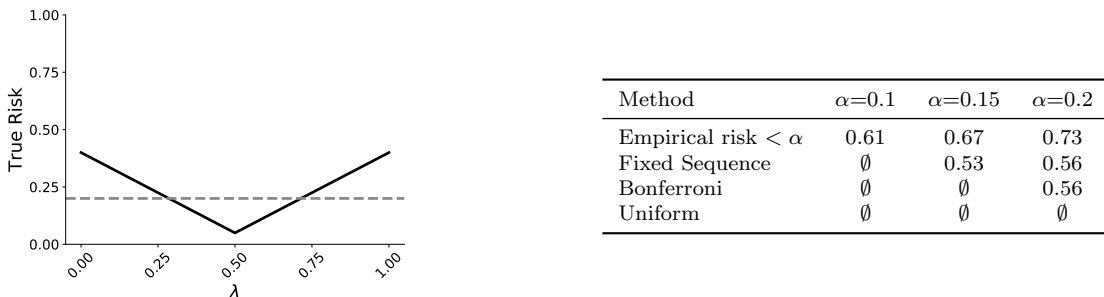 1.00
0.75
0.50
0.25
0.00
True Risk
0.00 0.25 0.50 0.75 1.00
λ
Method α=0.1 α=0.15 α=0.2
Empirical risk < α 0.61 0.67 0.73
Fixed Sequence ∅ 0.53 0.56
Bonferroni ∅ ∅ 0.56
Uniform ∅ ∅ ∅